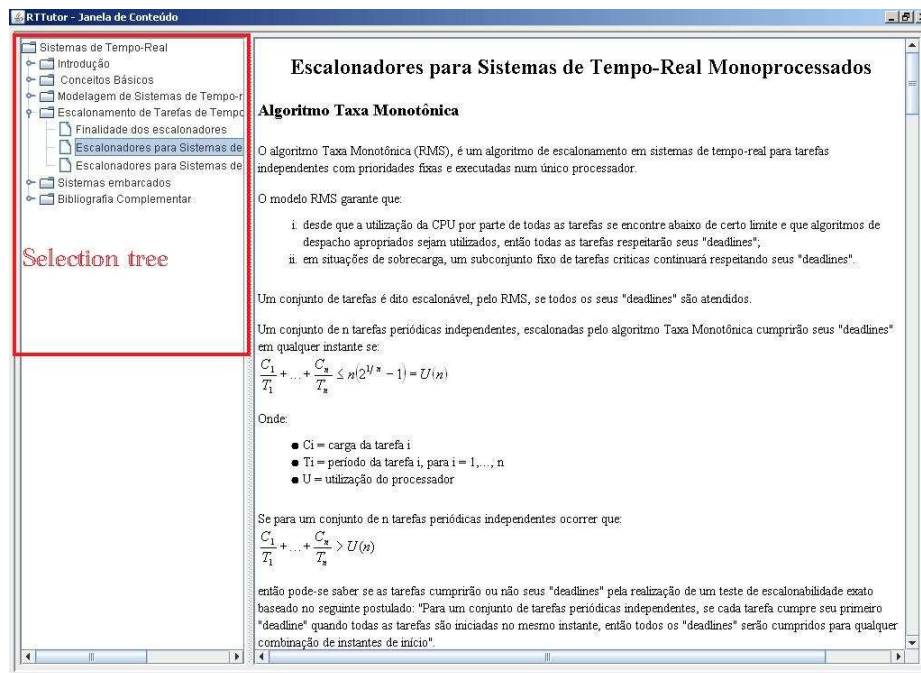 RTTutor - Janela de Conteúdo
Sistemas de Tempo-Real
Introdução
Conceitos Básicos
Modelagem de Sistemas de Tempo-r
Escalonamento de Tarefas de Tempo
Finalidade dos escalonadores
Escalonadores para Sistemas de
Escalonadores para Sistemas de
Sistemas embarcados
Bibliografia Complementar
Selection tree
Escalonadores para Sistemas de Tempo-Real Monoprocessados
Algoritmo Taxa Monotônica
O algoritmo Taxa Monotônica (RMS), é um algoritmo de escalonamento em sistemas de tempo-real para tarefas
independentes com prioridades fixas e executadas num único processador.
O modelo RMS garante que:
i. desde que a utilização da CPU por parte de todas as tarefas se encontre abaixo de certo limite e que algoritmos de
despacho apropriados sejam utilizados, então todas as tarefas respeitarão seus "deadlines";
ii. em situações de sobrecarga, um subconjunto fixo de tarefas criticas continuará respeitando seus "deadlines".
Um conjunto de tarefas é dito escalonável, pelo RMS, se todos os seus "deadlines" são atendidos.
Um conjunto de n tarefas periódicas independentes, escalonadas pelo algoritmo Taxa Monotônica cumprirão seus "deadlines"
em qualquer instante se:
C₁/T₁ + ... + Cₙ/Tₙ ≤ n(2^(1/n) − 1) = U(n)
Onde:
● Ci = carga da tarefa i
● Ti = período da tarefa i, para i = 1,..., n
● U = utilização do processador
Se para um conjunto de n tarefas periódicas independentes ocorrer que:
C₁/T₁ + ... + Cₙ/Tₙ > U(n)
então pode-se saber se as tarefas cumprirão ou não seus "deadlines" pela realização de um teste de escalonabilidade exato
baseado no seguinte postulado: "Para um conjunto de tarefas periódicas independentes, se cada tarefa cumpre seu primeiro
"deadline" quando todas as tarefas são iniciadas no mesmo instante, então todos os "deadlines" serão cumpridos para qualquer
combinação de instantes de início".